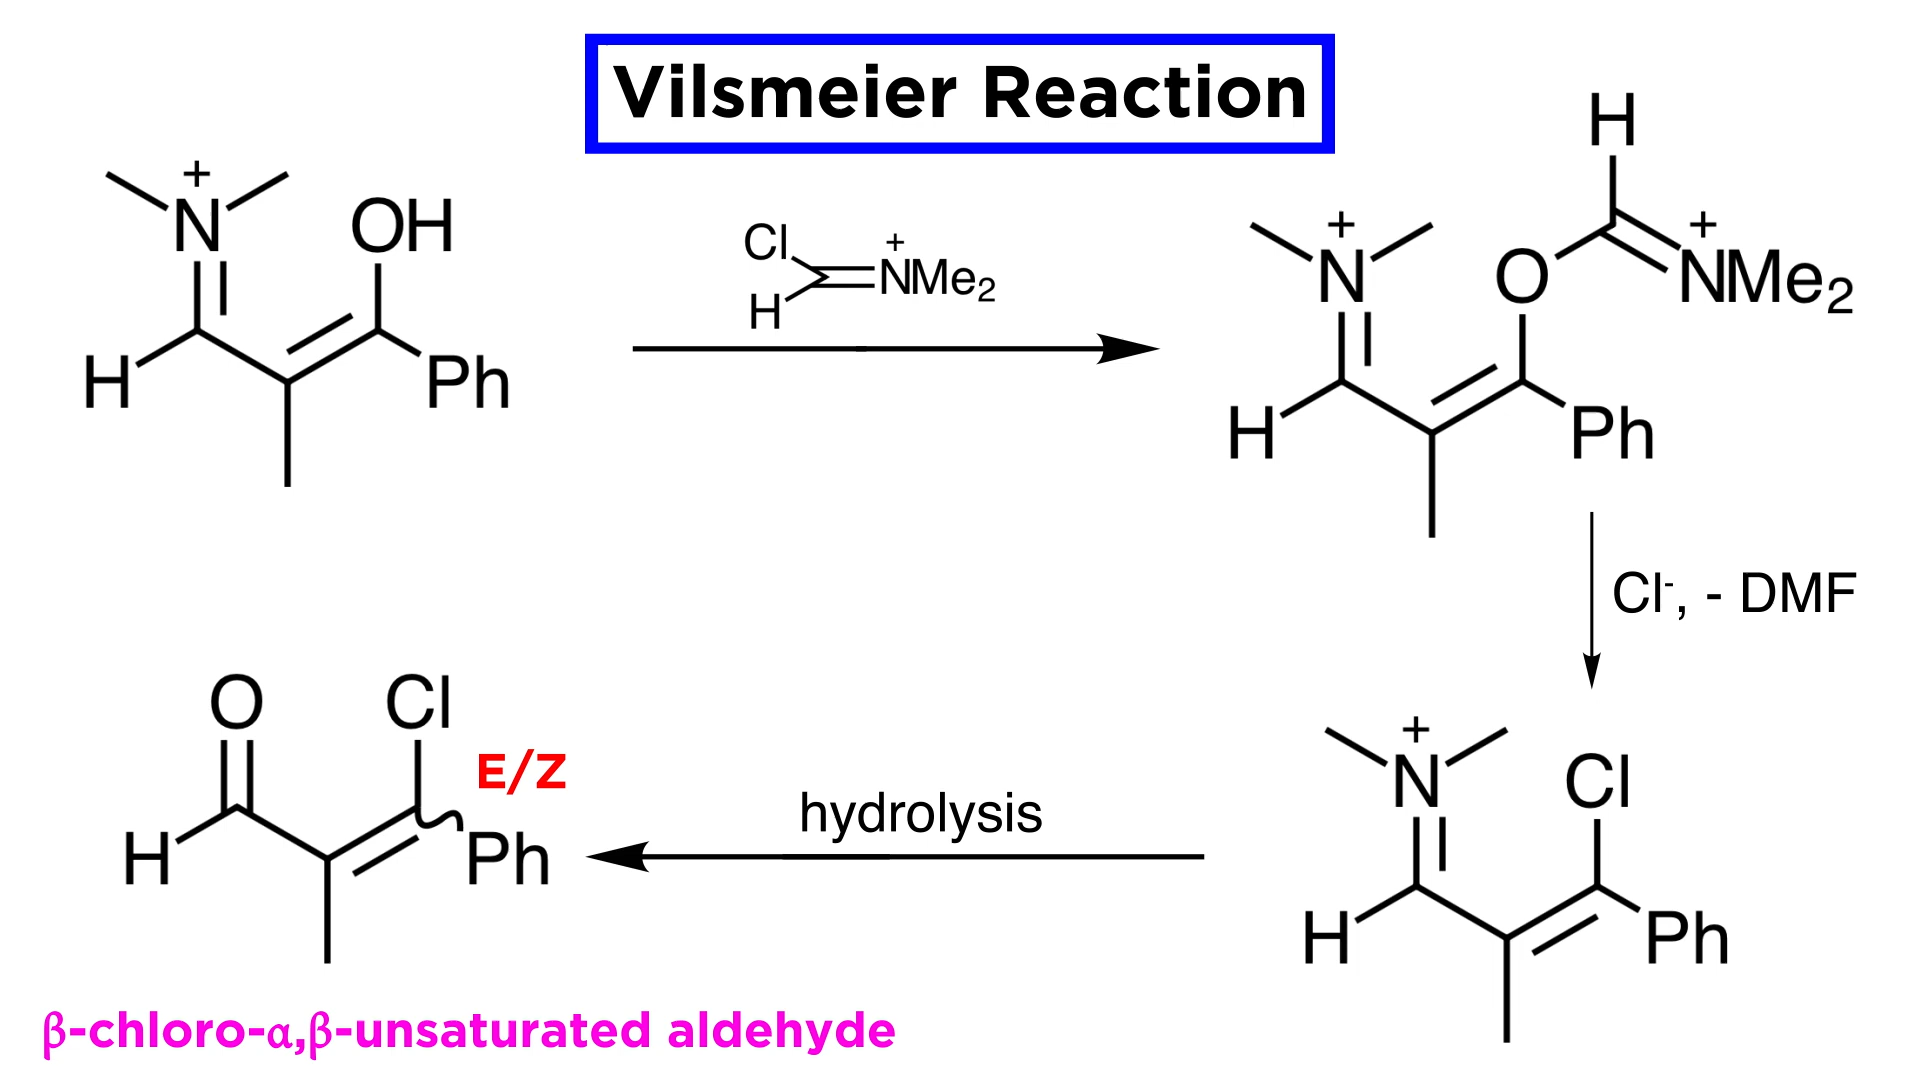 Vilsmeier Reaction
+
N
OH
H
Ph
Cl
H
+
NMe2
H
+
N
O
+
NMe2
H
Ph
Cl-, - DMF
+
N
Cl
H
Ph
hydrolysis
O
Cl
E/Z
H
Ph
β-chloro-α,β-unsaturated aldehyde